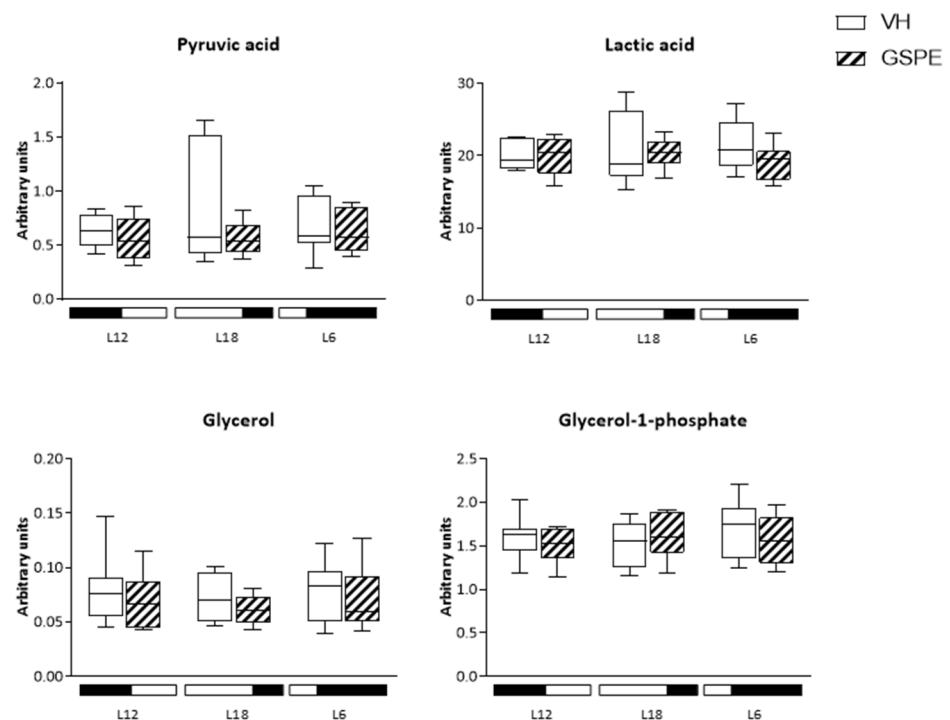 VH
GSPE
Pyruvic acid
Arbitrary units
2.0
1.5
1.0
0.5
0.0
L12 L18 L6
Lactic acid
Arbitrary units
30
20
10
0
L12 L18 L6
Glycerol
Arbitrary units
0.20
0.15
0.10
0.05
0.00
L12 L18 L6
Glycerol-1-phosphate
Arbitrary units
2.5
2.0
1.5
1.0
0.5
0.0
L12 L18 L6